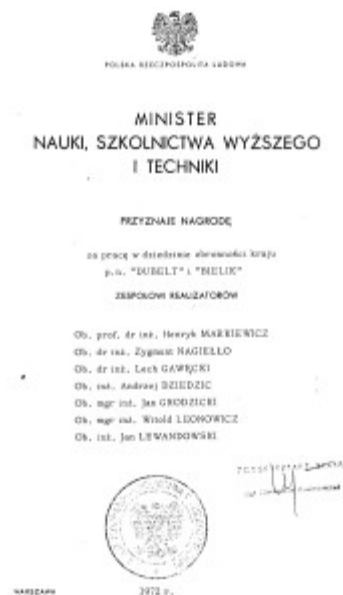 POLSKA RZECZPOSPOLITA LUDOWA
MINISTER
NAUKI, SZKOLNICTWA WYŻSZEGO
I TECHNIKI
PRZYZNAJE NAGRODĘ
za pracę w dziedzinie obronności kraju
p.n. "DUBELT" i "BIELIK"
ZESPOŁOWI REALIZATORÓW
Ob. prof. dr inż. Henryk MARKIEWICZ
Ob. dr inż. Zygmunt NAGIEŁŁO
Ob. dr inż. Lech GAWĘCKI
Ob. inż. Andrzej DZIEDZIC
Ob. mgr inż. Jan GRODZICKI
Ob. mgr inż. Witold LEONOWICZ
Ob. inż. Jan LEWANDOWSKI
WARSZAWA
1972 r.